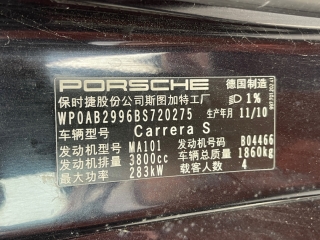 PORSCHE 德国制造
保时捷股份公司斯图加特工厂 1%
WP0AB2996BS720275 生产年月 11/10
车辆型号 Carrera S
发动机型号 MA101 发动机号码 B04466
发动机排量 3800cc 车辆总质量 1860kg
最大功率 283kW 载客人数 4